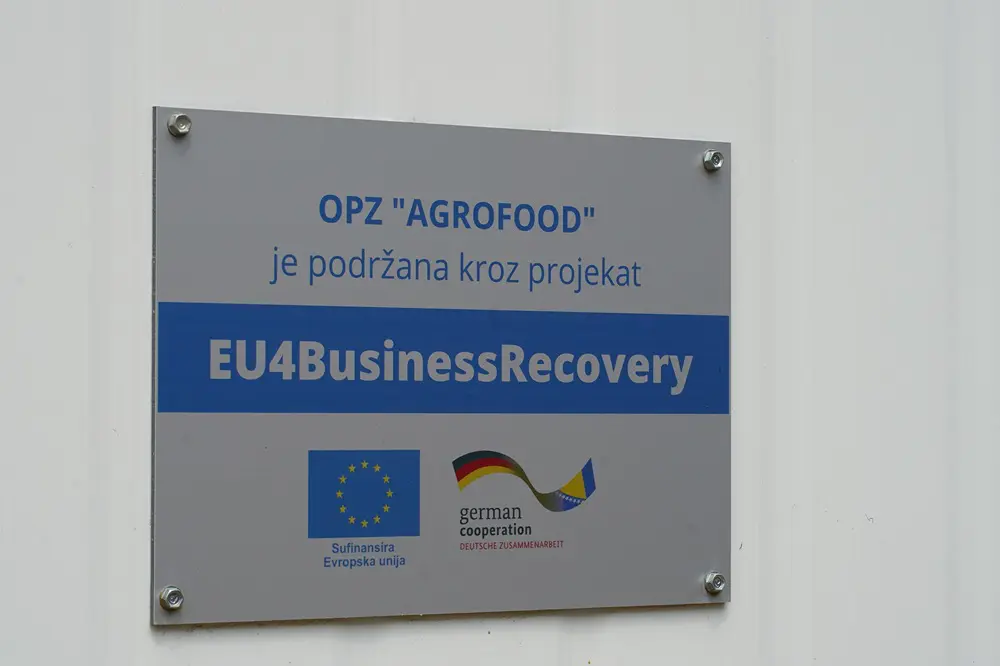 OPZ "AGROFOOD"
je podržana kroz projekat
EU4BusinessRecovery
Sufinansira
Evropska unija
german
cooperation
DEUTSCHE ZUSAMMENARBEIT